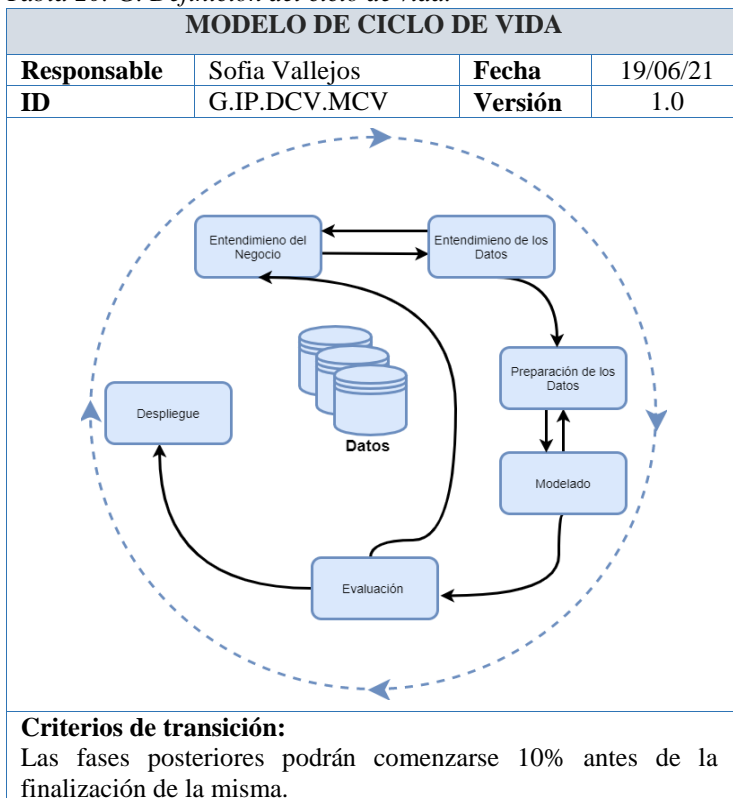 MODELO DE CICLO DE VIDA
Responsable Sofia Vallejos Fecha 19/06/21
ID G.IP.DCV.MCV Versión 1.0
Entendimieno del
Negocio
Entendimieno de los
Datos
Preparación de los
Datos
Despliegue
Datos
Modelado
Evaluación
Criterios de transición:
Las fases posteriores podrán comenzarse 10% antes de la
finalización de la misma.